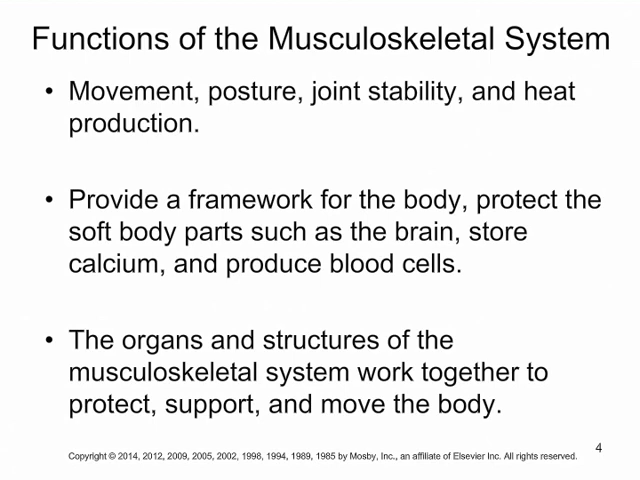 Functions of the Musculoskeletal System
• Movement, posture, joint stability, and heat
production.
• Provide a framework for the body, protect the
soft body parts such as the brain, store
calcium, and produce blood cells.
• The organs and structures of the
musculoskeletal system work together to
protect, support, and move the body.
4
Copyright © 2014, 2012, 2009, 2005, 2002, 1998, 1994, 1989, 1985 by Mosby, Inc., an affiliate of Elsevier Inc. All rights reserved.